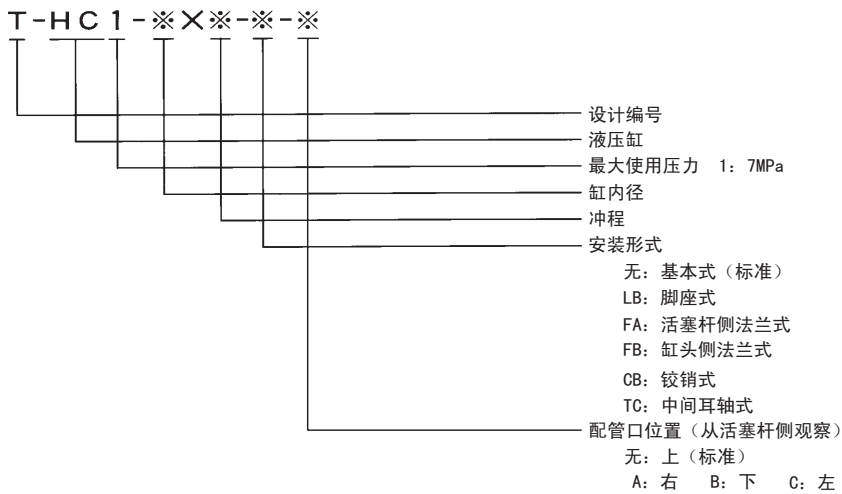 T-HC1-※×※-※-※
设计编号
液压缸
最大使用压力 1: 7MPa
缸内径
冲程
安装形式
无: 基本式（标准）
LB: 脚座式
FA: 活塞杆侧法兰式
FB: 缸头侧法兰式
CB: 铰销式
TC: 中间耳轴式
配管口位置（从活塞杆侧观察）
无: 上（标准）
A: 右 B: 下 C: 左